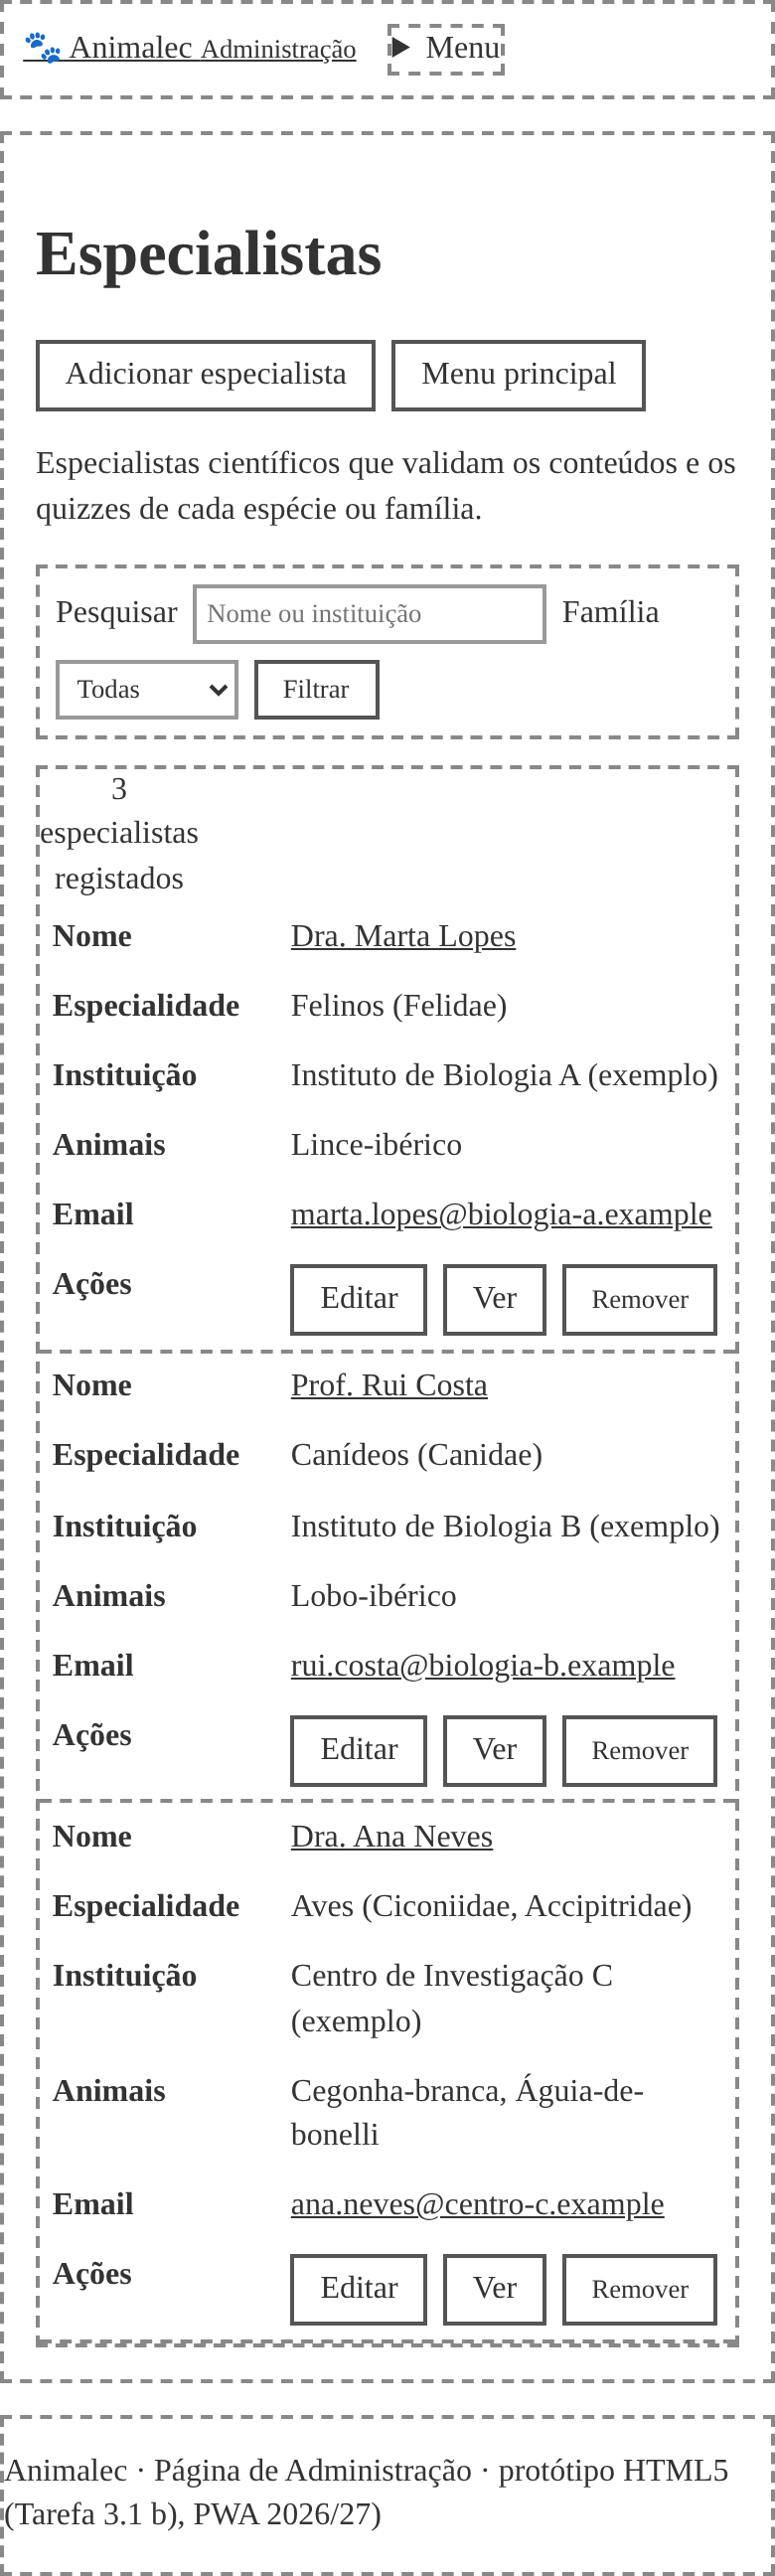 🐾 Animalec Administração ▶ Menu
Especialistas
Adicionar especialista Menu principal
Especialistas científicos que validam os conteúdos e os
quizzes de cada espécie ou família.
Pesquisar Nome ou instituição Família
Todas Filtrar
3
especialistas
registados
Nome Dra. Marta Lopes
Especialidade Felinos (Felidae)
Instituição Instituto de Biologia A (exemplo)
Animais Lince-ibérico
Email marta.lopes@biologia-a.example
Ações Editar Ver Remover
Nome Prof. Rui Costa
Especialidade Canídeos (Canidae)
Instituição Instituto de Biologia B (exemplo)
Animais Lobo-ibérico
Email rui.costa@biologia-b.example
Ações Editar Ver Remover
Nome Dra. Ana Neves
Especialidade Aves (Ciconiidae, Accipitridae)
Instituição Centro de Investigação C
(exemplo)
Animais Cegonha-branca, Águia-de-
bonelli
Email ana.neves@centro-c.example
Ações Editar Ver Remover
Animalec · Página de Administração · protótipo HTML5
(Tarefa 3.1 b), PWA 2026/27)